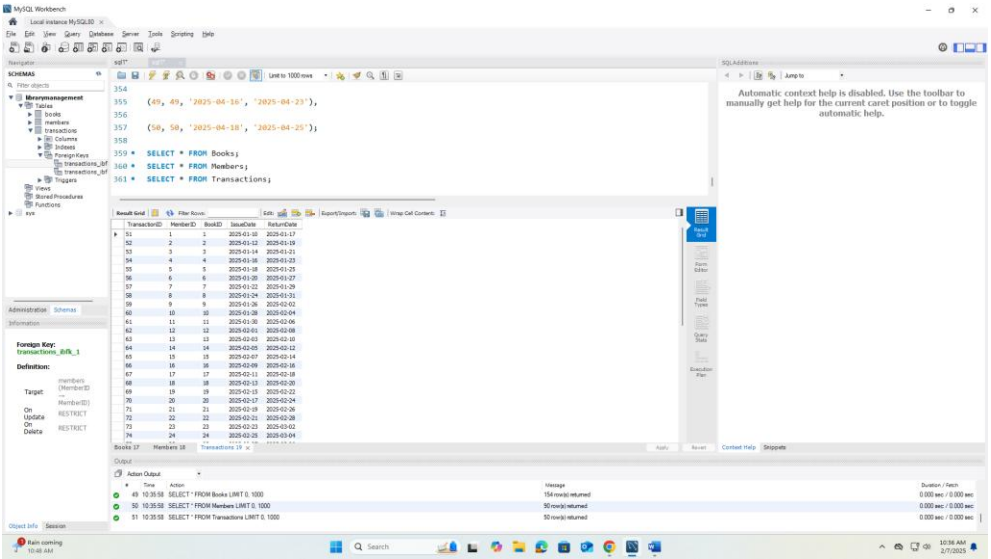 MySQL Workbench
Local instance MySQL80 ×
File Edit View Query Database Server Tools Scripting Help
Navigator
SCHEMAS
Filter objects
librarymanagement
Tables
books
members
transactions
Columns
Indexes
Foreign Keys
transactions_ibf
transactions_ibf
Triggers
Views
Stored Procedures
Functions
sys
Administration Schemas
Information
Foreign Key:
transactions_ibfk_1
Definition:
Target members (MemberID → MemberID)
On Update RESTRICT
On Delete RESTRICT
Object Info Session
Limit to 1000 rows
354
355 (49, 49, '2025-04-16', '2025-04-23'),
356
357 (50, 50, '2025-04-18', '2025-04-25');
358
359 SELECT * FROM Books;
360 SELECT * FROM Members;
361 SELECT * FROM Transactions;
Result Grid Filter Rows: Edit: Export/Import: Wrap Cell Content:
TransactionID MemberID BookID IssueDate ReturnDate
51 1 1 2025-01-10 2025-01-17
52 2 2 2025-01-12 2025-01-19
53 3 3 2025-01-14 2025-01-21
54 4 4 2025-01-16 2025-01-23
55 5 5 2025-01-18 2025-01-25
56 6 6 2025-01-20 2025-01-27
57 7 7 2025-01-22 2025-01-29
58 8 8 2025-01-24 2025-01-31
59 9 9 2025-01-26 2025-02-02
60 10 10 2025-01-28 2025-02-04
61 11 11 2025-01-30 2025-02-06
62 12 12 2025-02-01 2025-02-08
63 13 13 2025-02-03 2025-02-10
64 14 14 2025-02-05 2025-02-12
65 15 15 2025-02-07 2025-02-14
66 16 16 2025-02-09 2025-02-16
67 17 17 2025-02-11 2025-02-18
68 18 18 2025-02-13 2025-02-20
69 19 19 2025-02-15 2025-02-22
70 20 20 2025-02-17 2025-02-24
71 21 21 2025-02-19 2025-02-26
72 22 22 2025-02-21 2025-02-28
73 23 23 2025-02-23 2025-03-02
74 24 24 2025-02-25 2025-03-04
Result Grid
Form Editor
Field Types
Query Stats
Execution Plan
Books 17 Members 18 Transactions 19 × Apply Revert
Output
Action Output
# Time Action Message Duration / Fetch
49 10:35:58 SELECT * FROM Books LIMIT 0, 1000 154 row(s) returned 0.000 sec / 0.000 sec
50 10:35:58 SELECT * FROM Members LIMIT 0, 1000 50 row(s) returned 0.000 sec / 0.000 sec
51 10:35:58 SELECT * FROM Transactions LIMIT 0, 1000 50 row(s) returned 0.000 sec / 0.000 sec
SQLAdditions
Jump to
Automatic context help is disabled. Use the toolbar to
manually get help for the current caret position or to toggle
automatic help.
Context Help Snippets
Rain coming
10:48 AM
Search
10:36 AM
2/7/2025